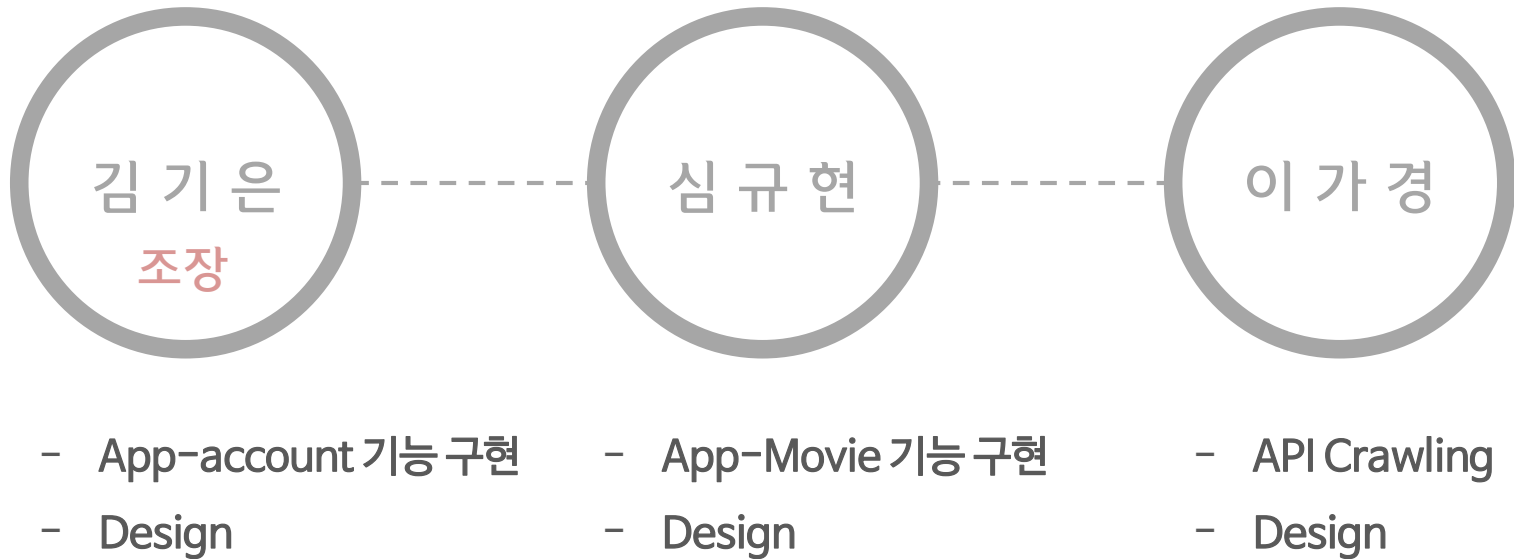 김 기 은
조장
심 규 현
이 가 경
- App-account 기능 구현
- Design
- App-Movie 기능 구현
- Design
- API Crawling
- Design